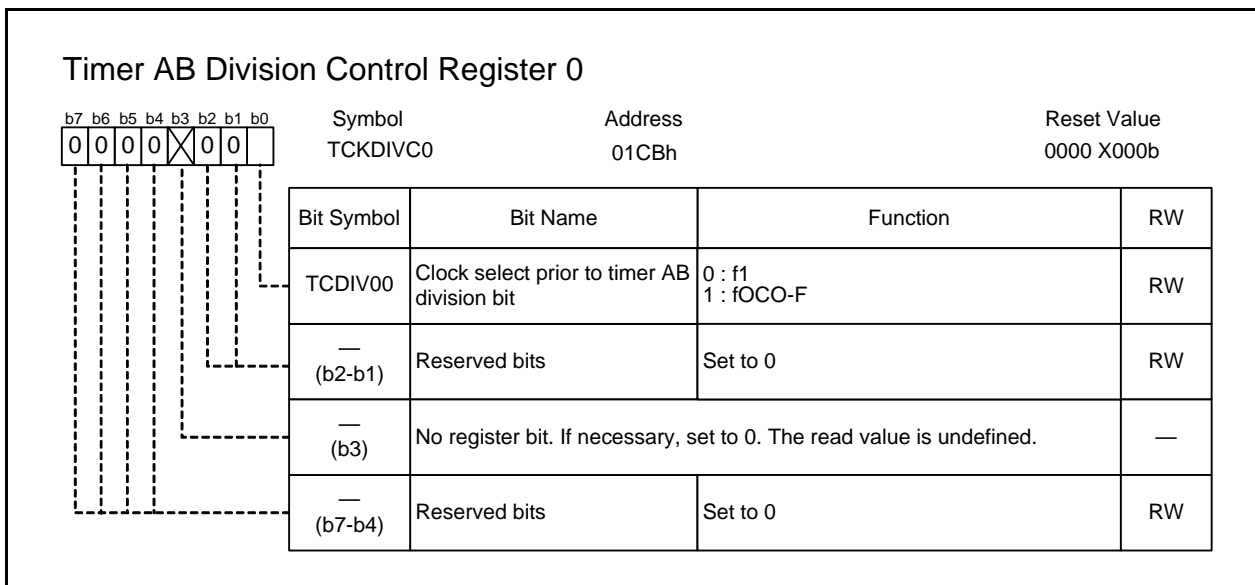 Timer AB Division Control Register 0
b7 b6 b5 b4 b3 b2 b1 b0
0 0 0 0 X 0 0
Symbol Address Reset Value
TCKDIVC0 01CBh 0000 X000b
Bit Symbol Bit Name Function RW
TCDIV00 Clock select prior to timer AB division bit 0 : f1
1 : fOCO-F RW
—
(b2-b1) Reserved bits Set to 0 RW
—
(b3) No register bit. If necessary, set to 0. The read value is undefined. —
—
(b7-b4) Reserved bits Set to 0 RW